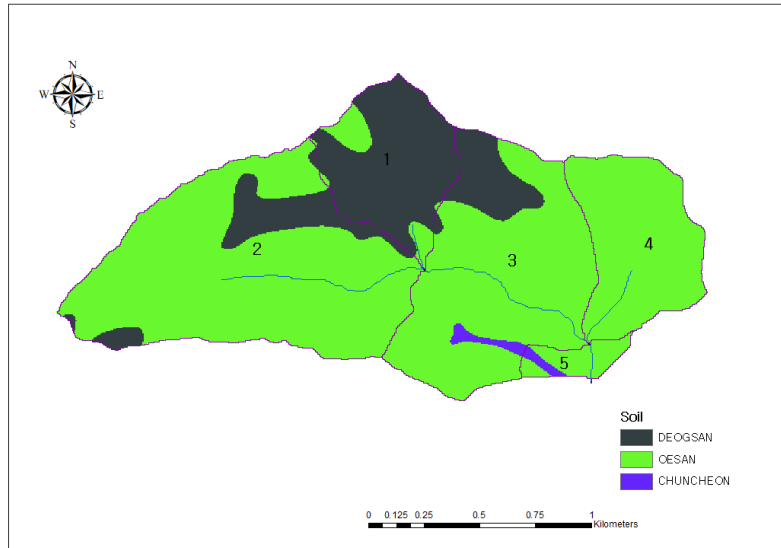 N
W E
S
1
2
3
4
5
Soil
DEOGSAN
OESAN
CHUNCHEON
0 0.125 0.25 0.5 0.75 1
Kilometers